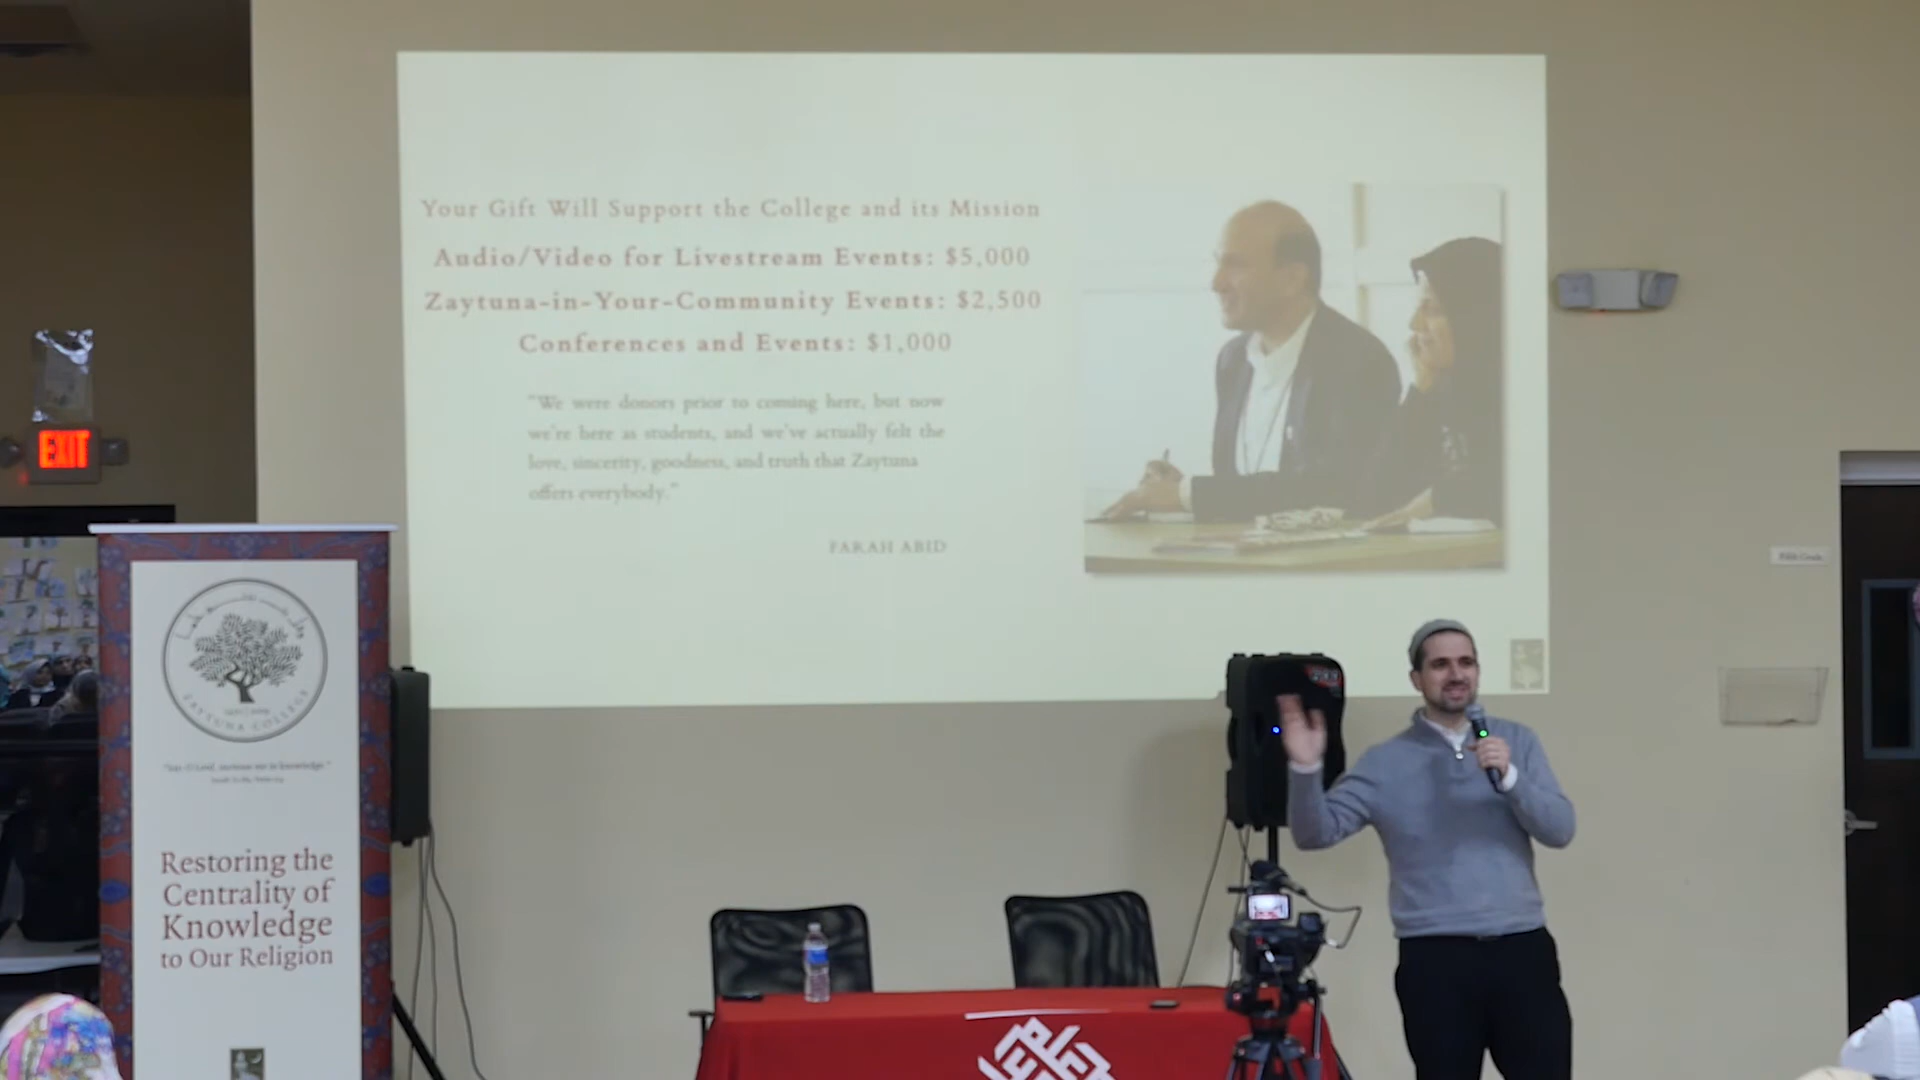 Your Gift Will Support the College and its Mission
Audio/Video for Livestream Events: $5,000
Zaytuna-in-Your-Community Events: $2,500
Conferences and Events: $1,000
"We were donors prior to coming here, but now
we're here as students, and we've actually felt the
love, sincerity, goodness, and truth that Zaytuna
offers everybody."
FARAH ABID
EXIT
ZAYTUNA COLLEGE
Restoring the
Centrality of
Knowledge
to Our Religion